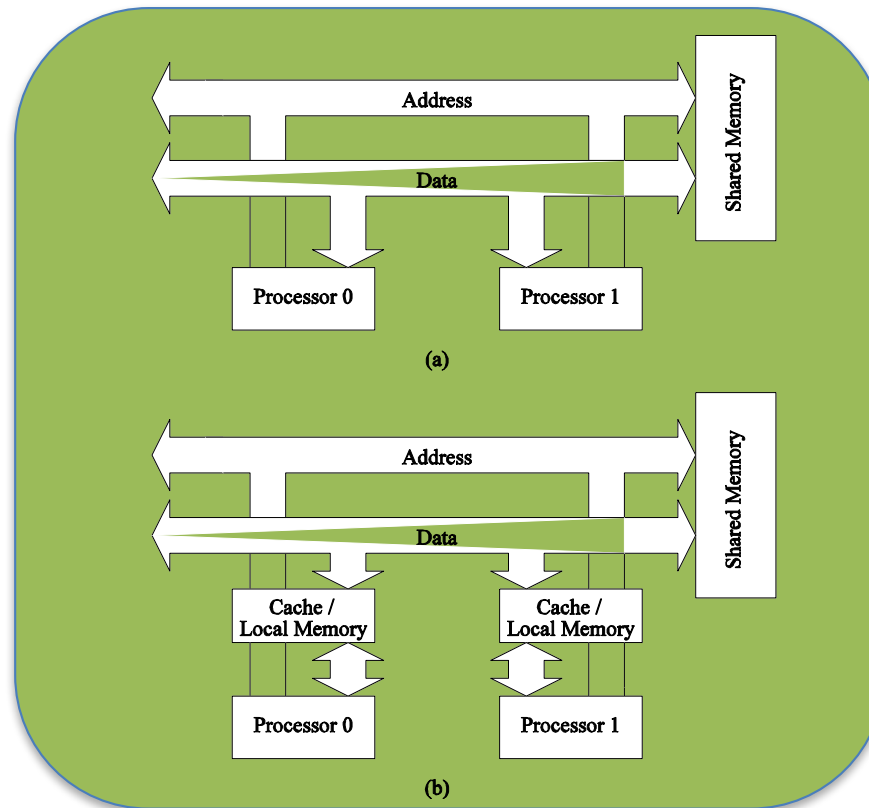 Address
Shared Memory
Data
Processor 0
Processor 1
(a)
Address
Shared Memory
Data
Cache /
Local Memory
Cache /
Local Memory
Processor 0
Processor 1
(b)